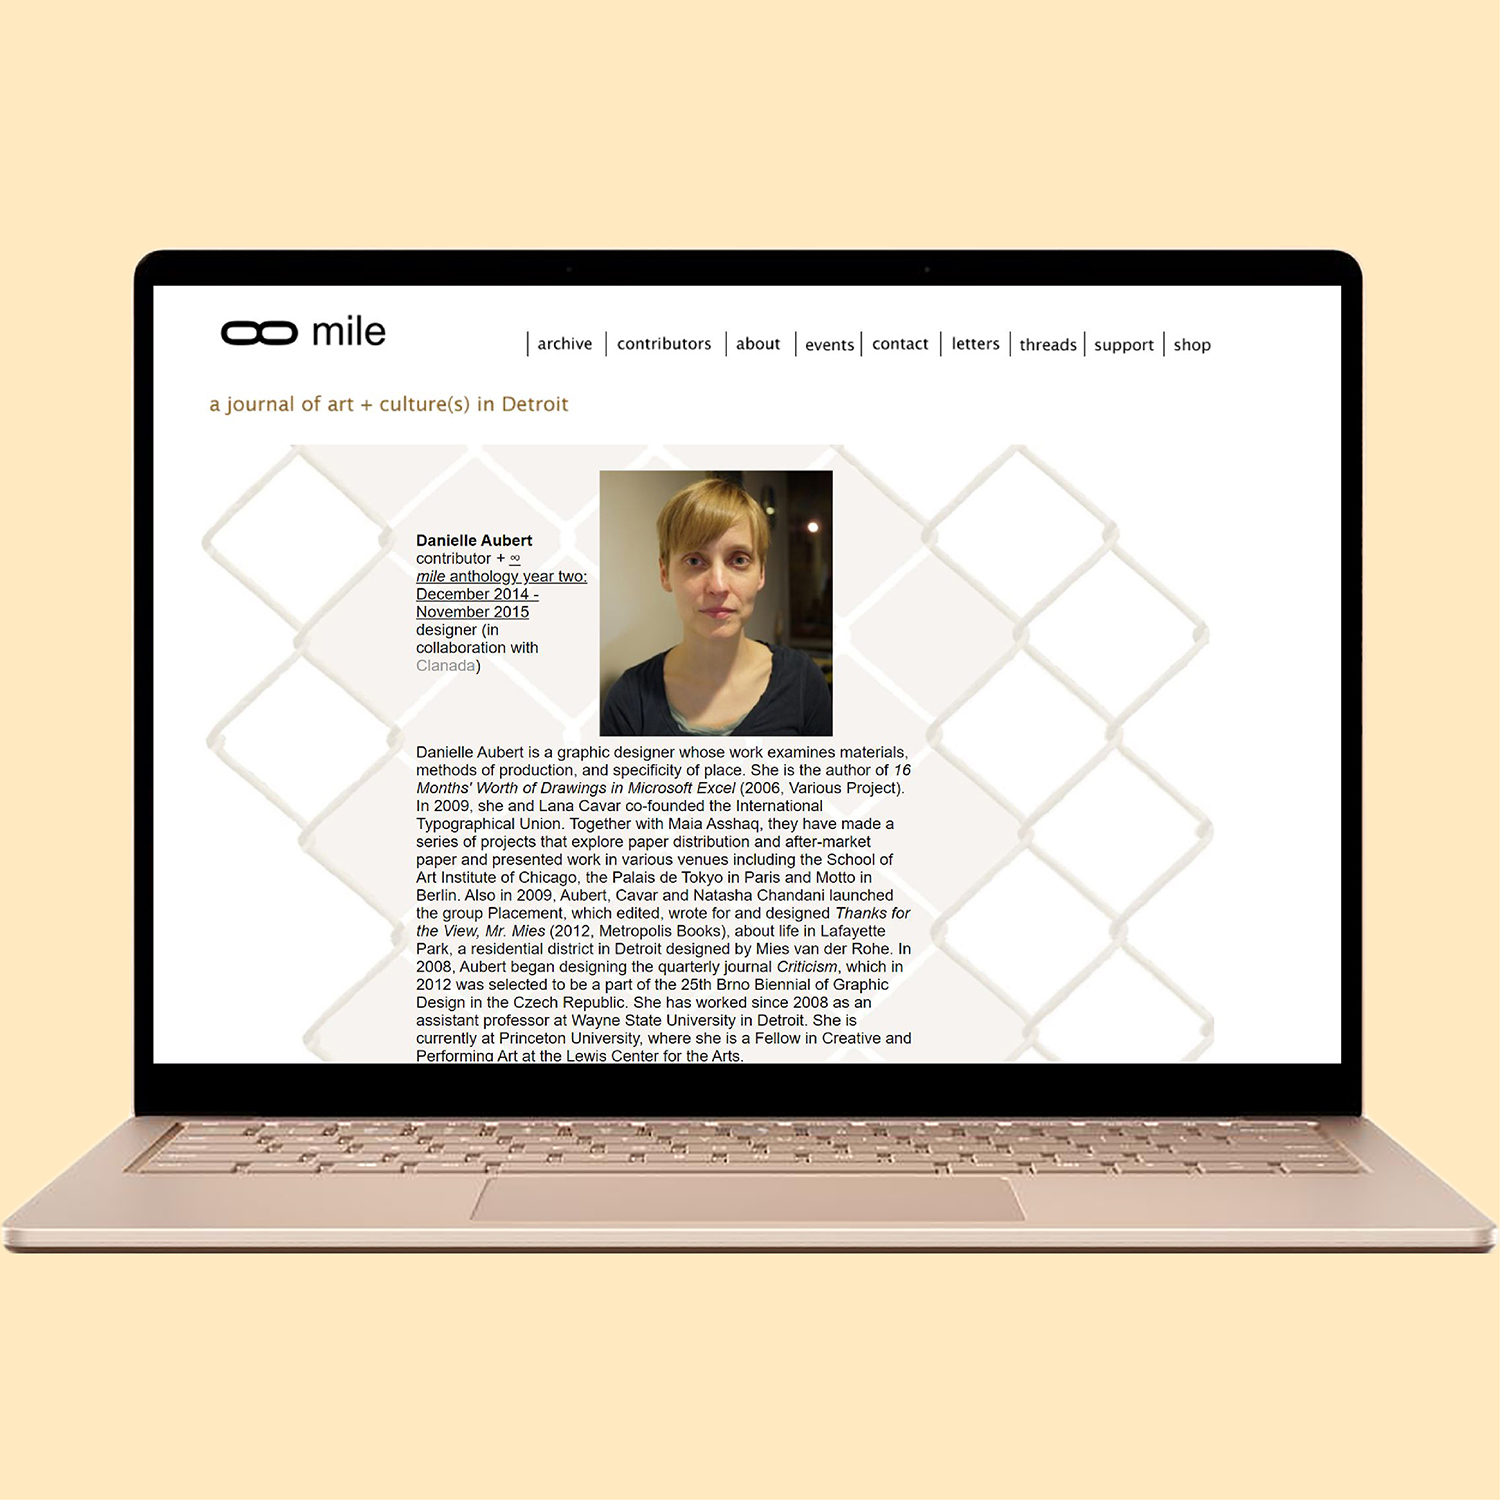 ∞ mile
archive | contributors | about | events | contact | letters | threads | support | shop
a journal of art + culture(s) in Detroit
Danielle Aubert
contributor + ∞
mile anthology year two:
December 2014 -
November 2015
designer (in
collaboration with
Clanada)
Danielle Aubert is a graphic designer whose work examines materials,
methods of production, and specificity of place. She is the author of 16
Months' Worth of Drawings in Microsoft Excel (2006, Various Project).
In 2009, she and Lana Cavar co-founded the International
Typographical Union. Together with Maia Asshaq, they have made a
series of projects that explore paper distribution and after-market
paper and presented work in various venues including the School of
Art Institute of Chicago, the Palais de Tokyo in Paris and Motto in
Berlin. Also in 2009, Aubert, Cavar and Natasha Chandani launched
the group Placement, which edited, wrote for and designed Thanks for
the View, Mr. Mies (2012, Metropolis Books), about life in Lafayette
Park, a residential district in Detroit designed by Mies van der Rohe. In
2008, Aubert began designing the quarterly journal Criticism, which in
2012 was selected to be a part of the 25th Brno Biennial of Graphic
Design in the Czech Republic. She has worked since 2008 as an
assistant professor at Wayne State University in Detroit. She is
currently at Princeton University, where she is a Fellow in Creative and
Performing Art at the Lewis Center for the Arts.